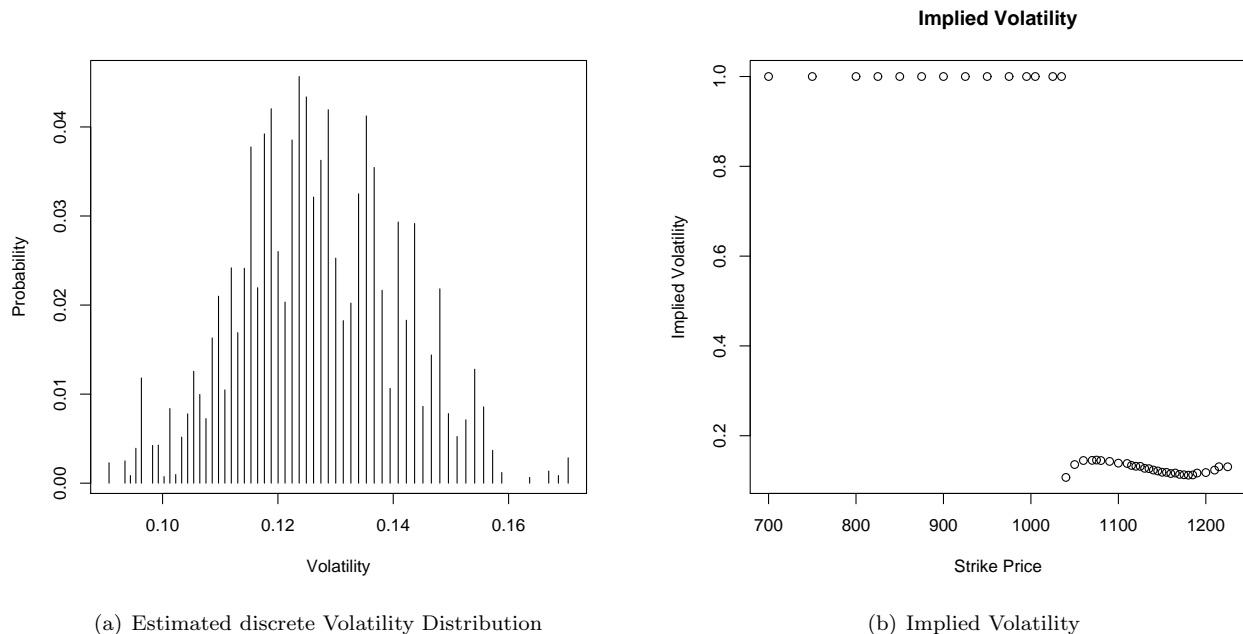 0.04
0.03
0.02
0.01
0.00
Probability
0.10 0.12 0.14 0.16
Volatility
(a) Estimated discrete Volatility Distribution
Implied Volatility
1.0
0.8
0.6
0.4
0.2
Implied Volatility
700 800 900 1000 1100 1200
Strike Price
(b) Implied Volatility